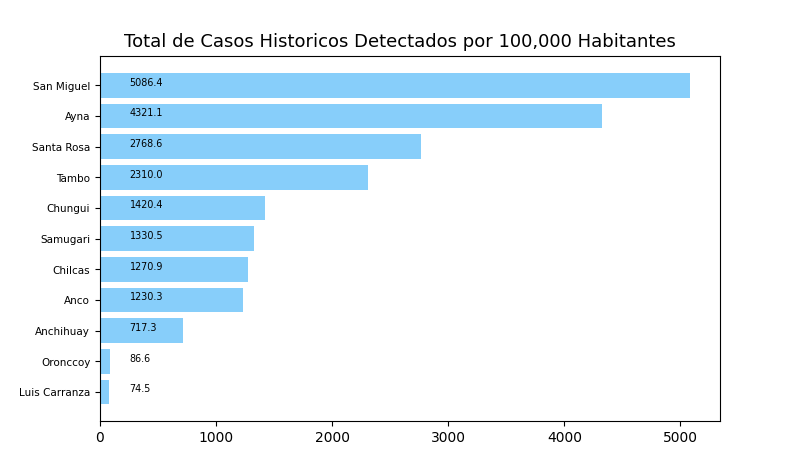 Total de Casos Historicos Detectados por 100,000 Habitantes
San Miguel 5086.4
Ayna 4321.1
Santa Rosa 2768.6
Tambo 2310.0
Chungui 1420.4
Samugari 1330.5
Chilcas 1270.9
Anco 1230.3
Anchihuay 717.3
Oronccoy 86.6
Luis Carranza 74.5
0 1000 2000 3000 4000 5000